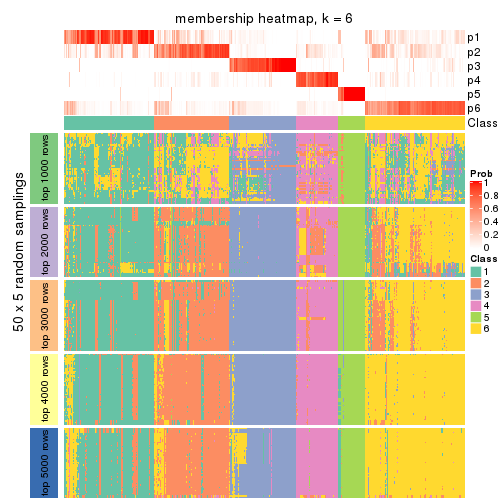 membership heatmap, k = 6
p1
p2
p3
p4
p5
p6
Class
50 x 5 random samplings
top 1000 rows
top 2000 rows
top 3000 rows
top 4000 rows
top 5000 rows
Prob
1
0.8
0.6
0.4
0.2
0
Class
1
2
3
4
5
6